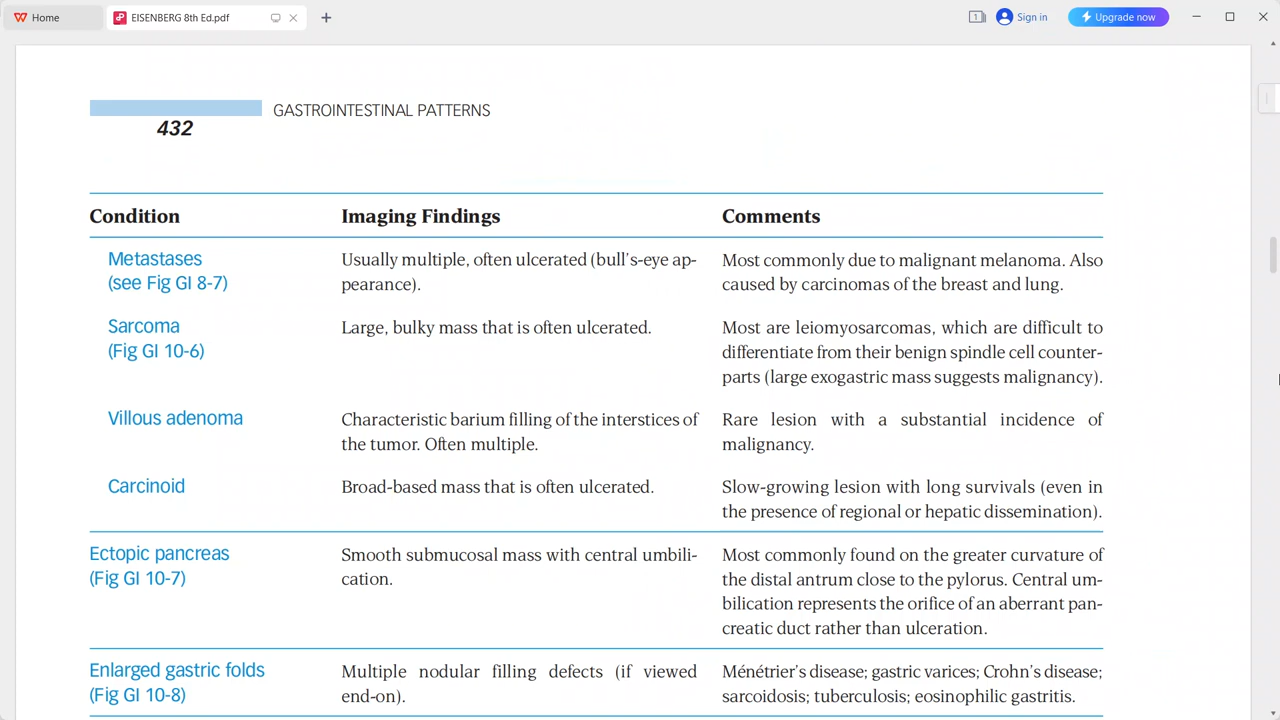 Home
EISENBERG 8th Ed.pdf
1
Sign in
Upgrade now
GASTROINTESTINAL PATTERNS
432
Condition Imaging Findings Comments
Metastases
(see Fig GI 8-7)
Usually multiple, often ulcerated (bull's-eye ap-
pearance).
Most commonly due to malignant melanoma. Also
caused by carcinomas of the breast and lung.
Sarcoma
(Fig GI 10-6)
Large, bulky mass that is often ulcerated.
Most are leiomyosarcomas, which are difficult to
differentiate from their benign spindle cell counter-
parts (large exogastric mass suggests malignancy).
Villous adenoma
Characteristic barium filling of the interstices of
the tumor. Often multiple.
Rare lesion with a substantial incidence of
malignancy.
Carcinoid
Broad-based mass that is often ulcerated.
Slow-growing lesion with long survivals (even in
the presence of regional or hepatic dissemination).
Ectopic pancreas
(Fig GI 10-7)
Smooth submucosal mass with central umbili-
cation.
Most commonly found on the greater curvature of
the distal antrum close to the pylorus. Central um-
bilication represents the orifice of an aberrant pan-
creatic duct rather than ulceration.
Enlarged gastric folds
(Fig GI 10-8)
Multiple nodular filling defects (if viewed
end-on).
Ménétrier's disease; gastric varices; Crohn's disease;
sarcoidosis; tuberculosis; eosinophilic gastritis.